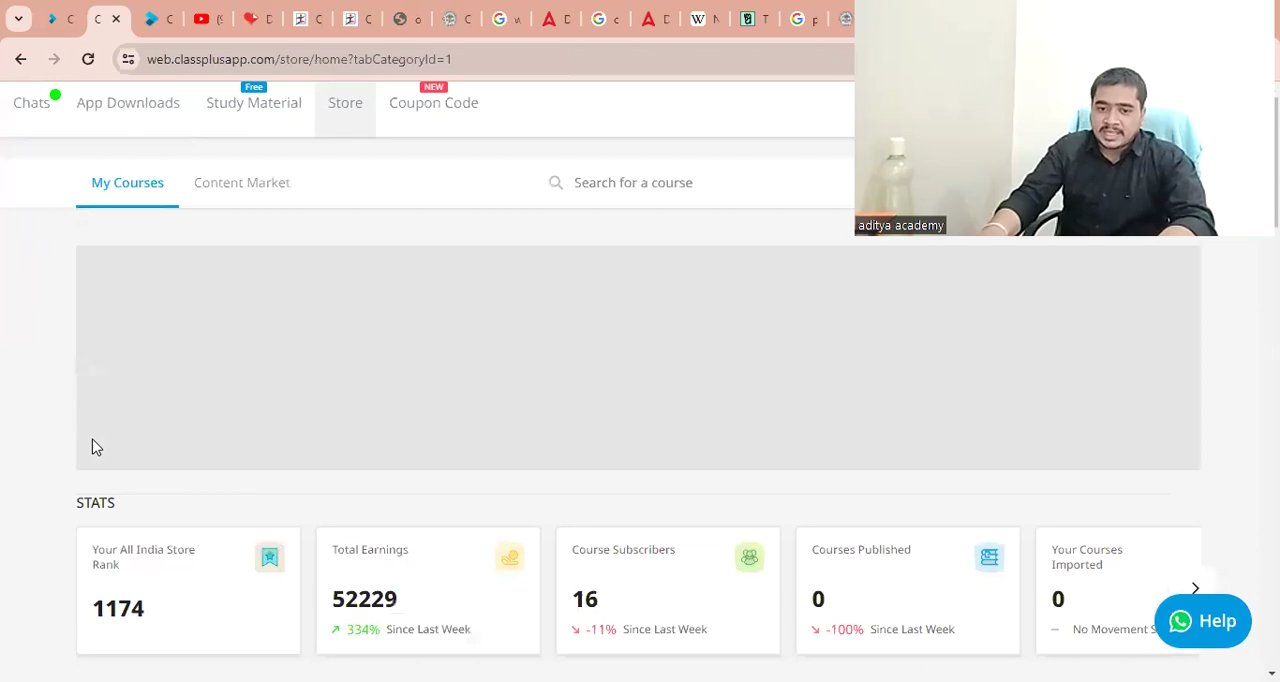 web.classplusapp.com/store/home?tabCategoryId=1
Chats
App Downloads
Free
Study Material
Store
NEW
Coupon Code
My Courses
Content Market
Search for a course
aditya academy
STATS
Your All India Store
Rank
1174
Total Earnings
52229
334% Since Last Week
Course Subscribers
16
-11% Since Last Week
Courses Published
0
-100% Since Last Week
Your Courses
Imported
0
No Movement S
Help